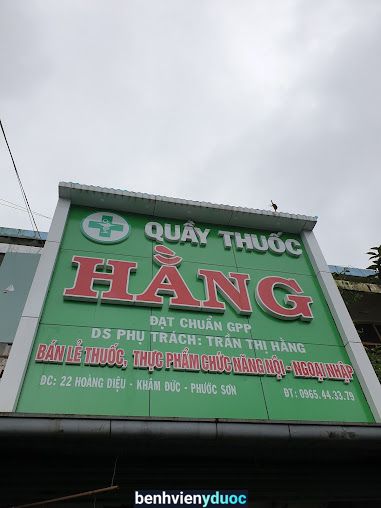 QUẦY THUỐC
HẰNG
ĐẠT CHUẨN GPP
DS PHỤ TRÁCH: TRẦN THỊ HẰNG
BÁN LẺ THUỐC, THỰC PHẨM CHỨC NĂNG NỘI - NGOẠI NHẬP
ĐC: 22 HOÀNG DIỆU - KHÂM ĐỨC - PHƯỚC SƠN ĐT: 0965.44.33.79
benhvienyduoc